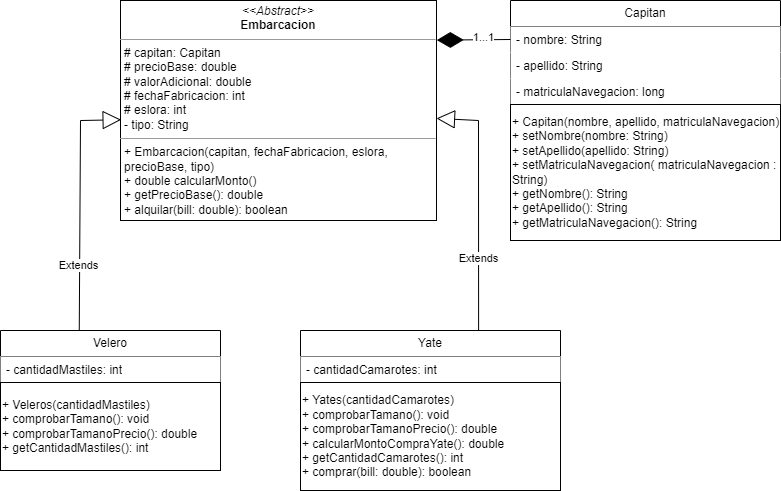 <<Abstract>>
Embarcacion
# capitan: Capitan
# precioBase: double
# valorAdicional: double
# fechaFabricacion: int
# eslora: int
- tipo: String
+ Embarcacion(capitan, fechaFabricacion, eslora,
precioBase, tipo)
+ double calcularMonto()
+ getPrecioBase(): double
+ alquilar(bill: double): boolean
1...1
Capitan
- nombre: String
- apellido: String
- matriculaNavegacion: long
+ Capitan(nombre, apellido, matriculaNavegacion)
+ setNombre(nombre: String)
+ setApellido(apellido: String)
+ setMatriculaNavegacion( matriculaNavegacion :
String)
+ getNombre(): String
+ getApellido(): String
+ getMatriculaNavegacion(): String
Extends
Extends
Velero
- cantidadMastiles: int
+ Veleros(cantidadMastiles)
+ comprobarTamano(): void
+ comprobarTamanoPrecio(): double
+ getCantidadMastiles(): int
Yate
- cantidadCamarotes: int
+ Yates(cantidadCamarotes)
+ comprobarTamano(): void
+ comprobarTamanoPrecio(): double
+ calcularMontoCompraYate(): double
+ getCantidadCamarotes(): int
+ comprar(bill: double): boolean